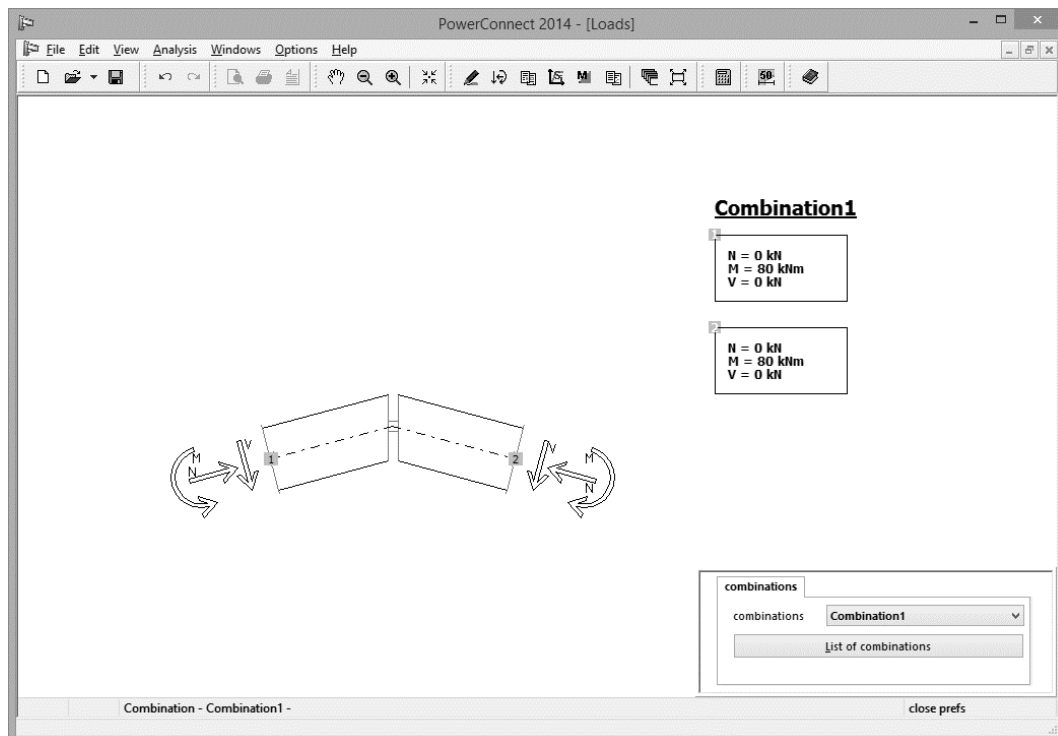 PowerConnect 2014 - [Loads]
File Edit View Analysis Windows Options Help
M 50
Combination1
1
N = 0 kN
M = 80 kNm
V = 0 kN
2
N = 0 kN
M = 80 kNm
V = 0 kN
M N V 1 2 V M N
combinations
combinations Combination1
List of combinations
Combination - Combination1 - close prefs